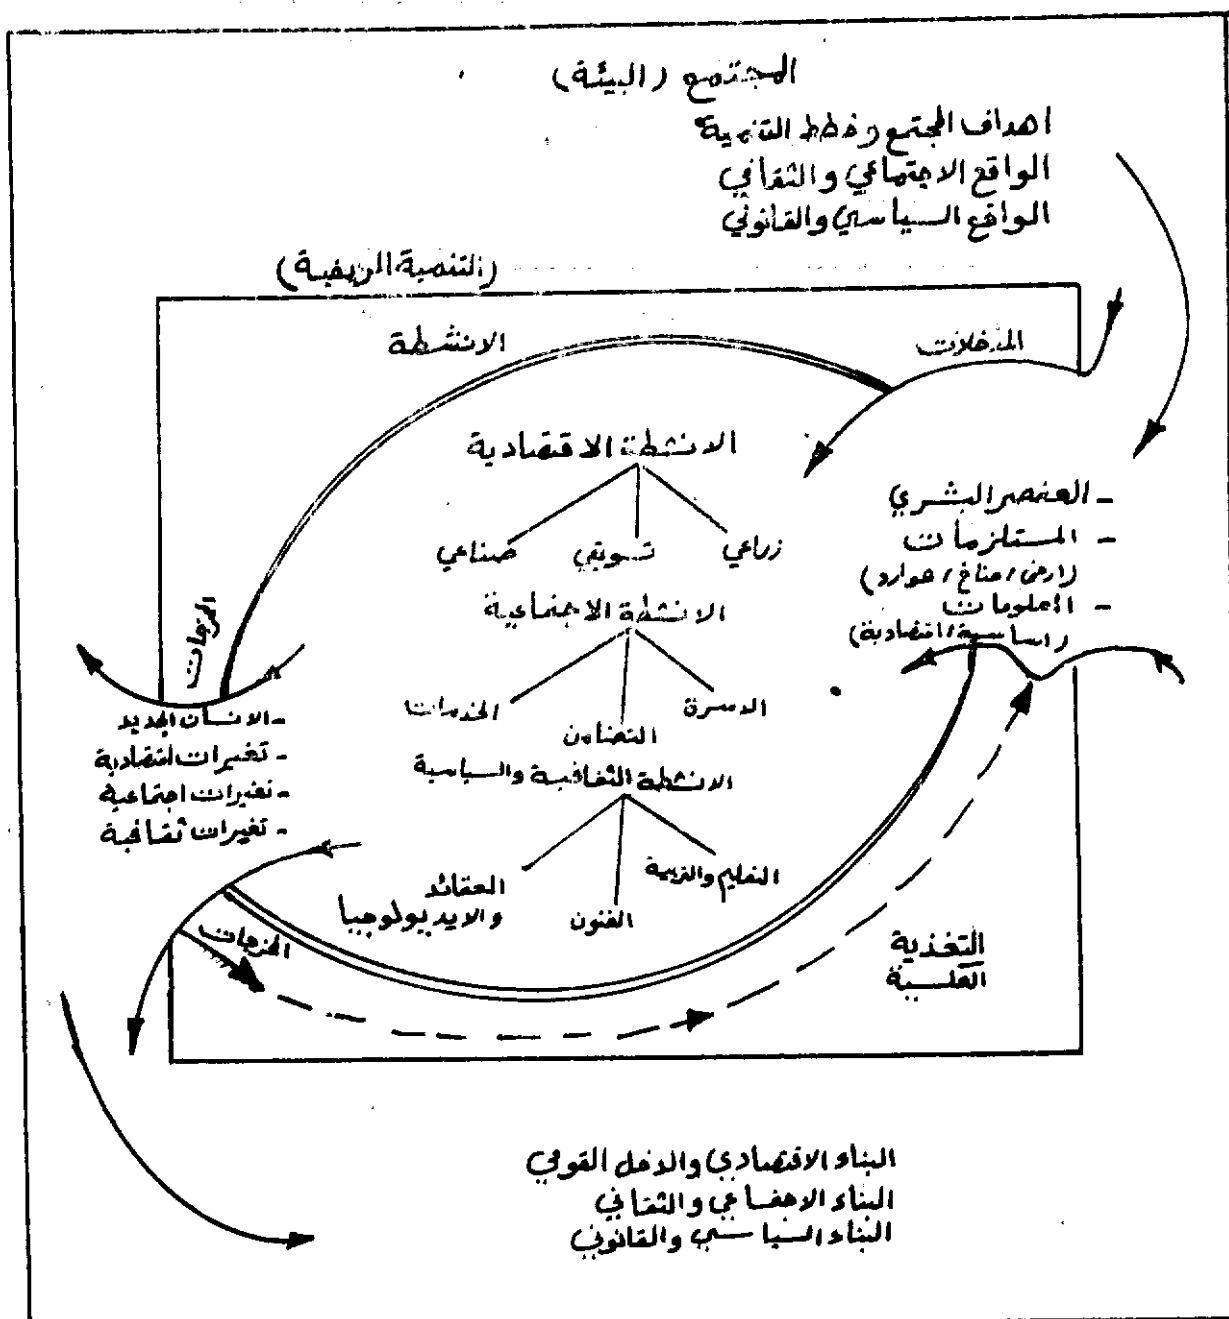 المجتمع (البيئة)
اهداف المجتمع وخطط التنمية
الواقع الاجتماعي والثقافي
الواقع السياسي والقانوني
(التنمية الريفية)
المدخلات
الانشطة
الانشطة الاقتصادية
زراعي
تسويقي
صناعي
- العنصر البشري
- المستلزمات
(ارض / مناخ / موارد)
- المعلومات
(اساسية / اقتصادية)
الانشطة الاجتماعية
الاسرة
التضامن
الخدمات
المخرجات
- الانسان الجديد
- تغيرات اقتصادية
- تغيرات اجتماعية
- تغيرات ثقافية
الانشطة الثقافية والسياسية
التعليم والتربية
الفنون
العقائد
والايديولوجيا
المخرجات
التغذية
العكسية
البناء الاقتصادي والدخل القومي
البناء الاجتماعي والثقافي
البناء السياسي والقانوني